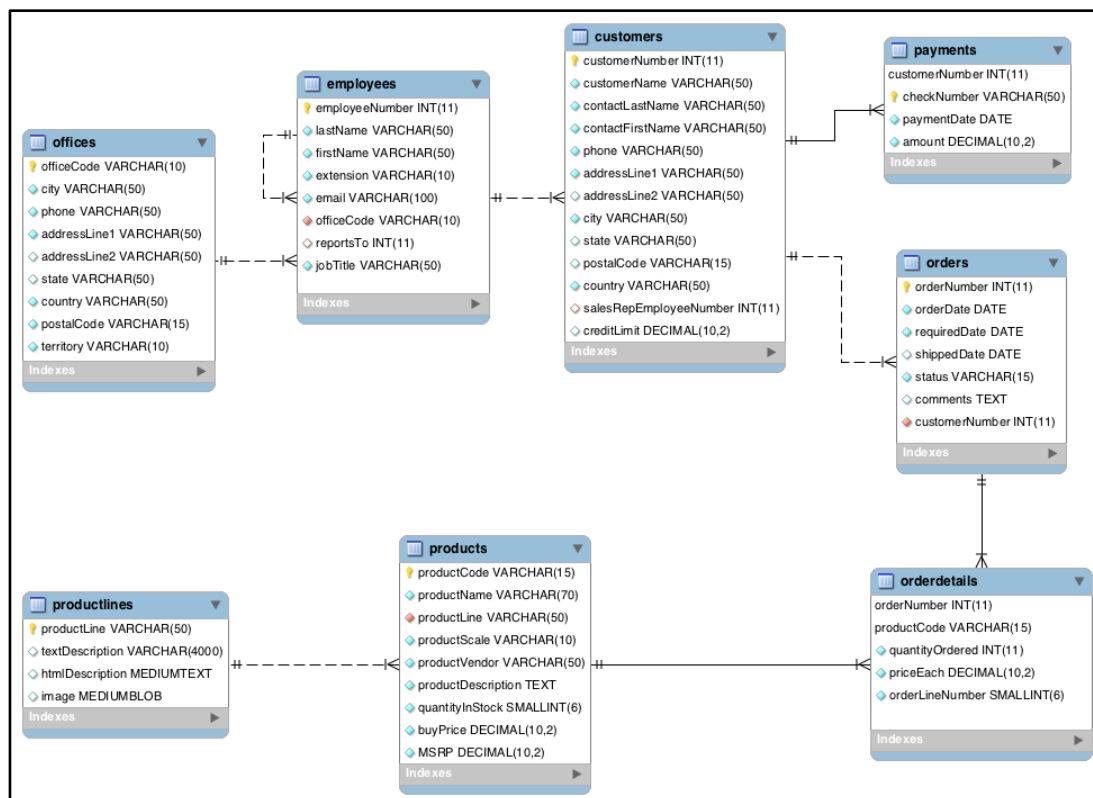 offices
officeCode VARCHAR(10)
city VARCHAR(50)
phone VARCHAR(50)
addressLine1 VARCHAR(50)
addressLine2 VARCHAR(50)
state VARCHAR(50)
country VARCHAR(50)
postalCode VARCHAR(15)
territory VARCHAR(10)
Indexes
employees
employeeNumber INT(11)
lastName VARCHAR(50)
firstName VARCHAR(50)
extension VARCHAR(10)
email VARCHAR(100)
officeCode VARCHAR(10)
reportsTo INT(11)
jobTitle VARCHAR(50)
Indexes
customers
customerNumber INT(11)
customerName VARCHAR(50)
contactLastName VARCHAR(50)
contactFirstName VARCHAR(50)
phone VARCHAR(50)
addressLine1 VARCHAR(50)
addressLine2 VARCHAR(50)
city VARCHAR(50)
state VARCHAR(50)
postalCode VARCHAR(15)
country VARCHAR(50)
salesRepEmployeeNumber INT(11)
creditLimit DECIMAL(10,2)
Indexes
payments
customerNumber INT(11)
checkNumber VARCHAR(50)
paymentDate DATE
amount DECIMAL(10,2)
Indexes
orders
orderNumber INT(11)
orderDate DATE
requiredDate DATE
shippedDate DATE
status VARCHAR(15)
comments TEXT
customerNumber INT(11)
Indexes
productlines
productLine VARCHAR(50)
textDescription VARCHAR(4000)
htmlDescription MEDIUMTEXT
image MEDIUMBLOB
Indexes
products
productCode VARCHAR(15)
productName VARCHAR(70)
productLine VARCHAR(50)
productScale VARCHAR(10)
productVendor VARCHAR(50)
productDescription TEXT
quantityInStock SMALLINT(6)
buyPrice DECIMAL(10,2)
MSRP DECIMAL(10,2)
Indexes
orderdetails
orderNumber INT(11)
productCode VARCHAR(15)
quantityOrdered INT(11)
priceEach DECIMAL(10,2)
orderLineNumber SMALLINT(6)
Indexes